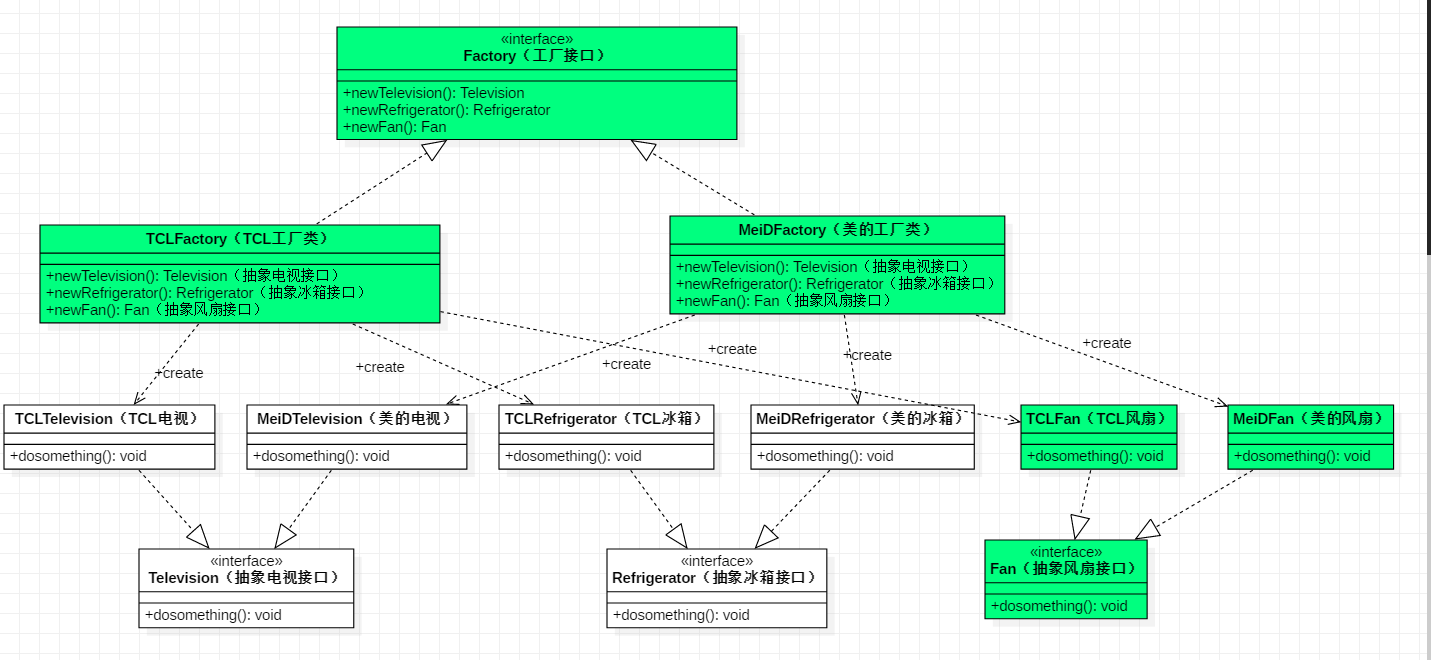 «interface»
Factory（工厂接口）
+newTelevision(): Television
+newRefrigerator(): Refrigerator
+newFan(): Fan
TCLFactory（TCL工厂类）
+newTelevision(): Television（抽象电视接口）
+newRefrigerator(): Refrigerator（抽象冰箱接口）
+newFan(): Fan（抽象风扇接口）
MeiDFactory（美的工厂类）
+newTelevision(): Television（抽象电视接口）
+newRefrigerator(): Refrigerator（抽象冰箱接口）
+newFan(): Fan（抽象风扇接口）
+create
+create
+create
+create
+create
+create
TCLTelevision（TCL电视）
+dosomething(): void
MeiDTelevision（美的电视）
+dosomething(): void
TCLRefrigerator（TCL冰箱）
+dosomething(): void
MeiDRefrigerator（美的冰箱）
+dosomething(): void
TCLFan（TCL风扇）
+dosomething(): void
MeiDFan（美的风扇）
+dosomething(): void
«interface»
Television（抽象电视接口）
+dosomething(): void
«interface»
Refrigerator（抽象冰箱接口）
+dosomething(): void
«interface»
Fan（抽象风扇接口）
+dosomething(): void